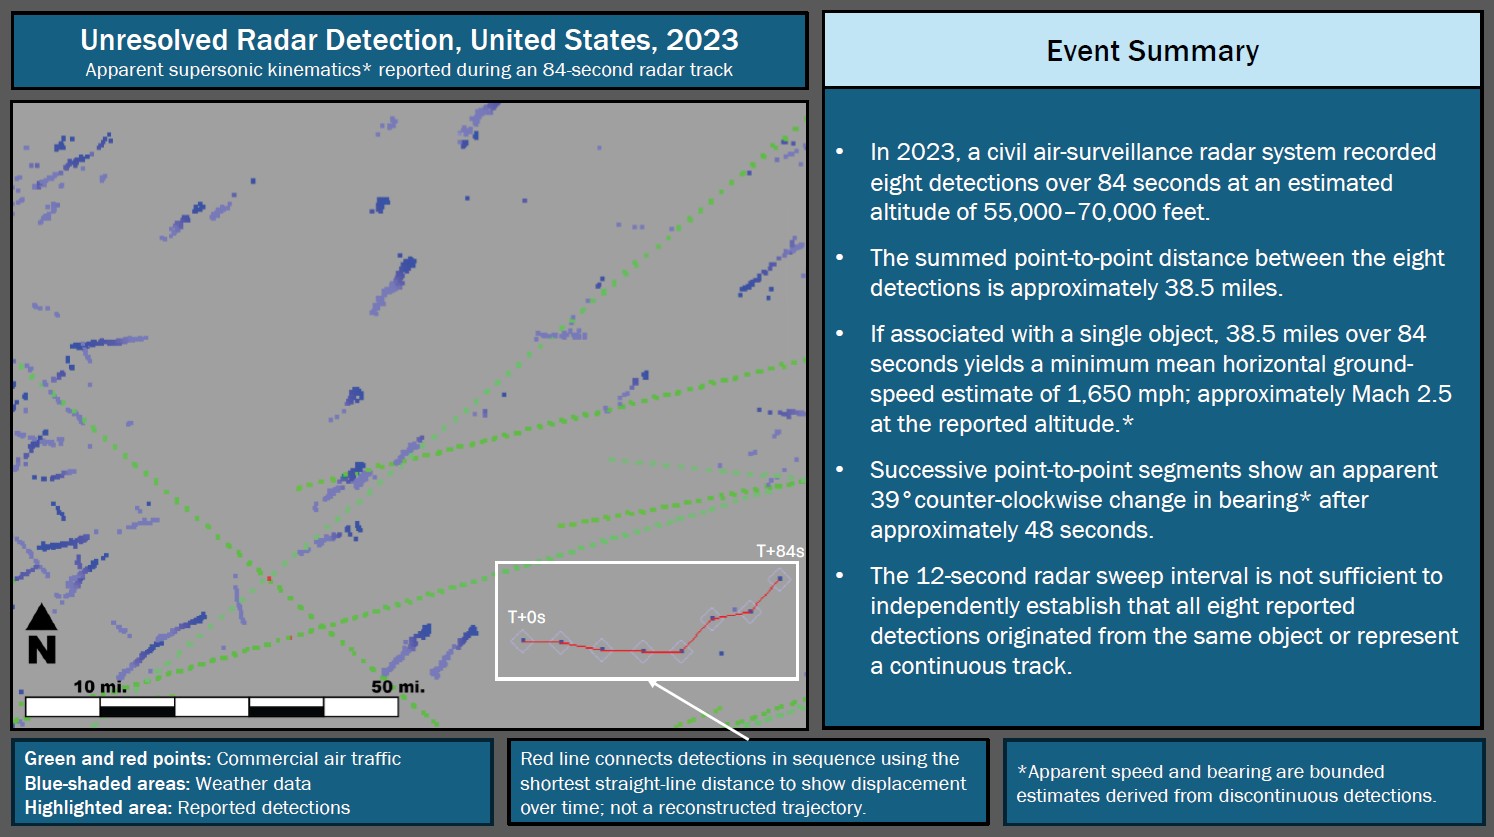 Unresolved Radar Detection, United States, 2023
Apparent supersonic kinematics* reported during an 84-second radar track
T+84s
T+0s
N
10 mi.
50 mi.
Green and red points: Commercial air traffic
Blue-shaded areas: Weather data
Highlighted area: Reported detections
Red line connects detections in sequence using the
shortest straight-line distance to show displacement
over time; not a reconstructed trajectory.
Event Summary
• In 2023, a civil air-surveillance radar system recorded
eight detections over 84 seconds at an estimated
altitude of 55,000–70,000 feet.
• The summed point-to-point distance between the eight
detections is approximately 38.5 miles.
• If associated with a single object, 38.5 miles over 84
seconds yields a minimum mean horizontal ground-
speed estimate of 1,650 mph; approximately Mach 2.5
at the reported altitude.*
• Successive point-to-point segments show an apparent
39°counter-clockwise change in bearing* after
approximately 48 seconds.
• The 12-second radar sweep interval is not sufficient to
independently establish that all eight reported
detections originated from the same object or represent
a continuous track.
*Apparent speed and bearing are bounded
estimates derived from discontinuous detections.